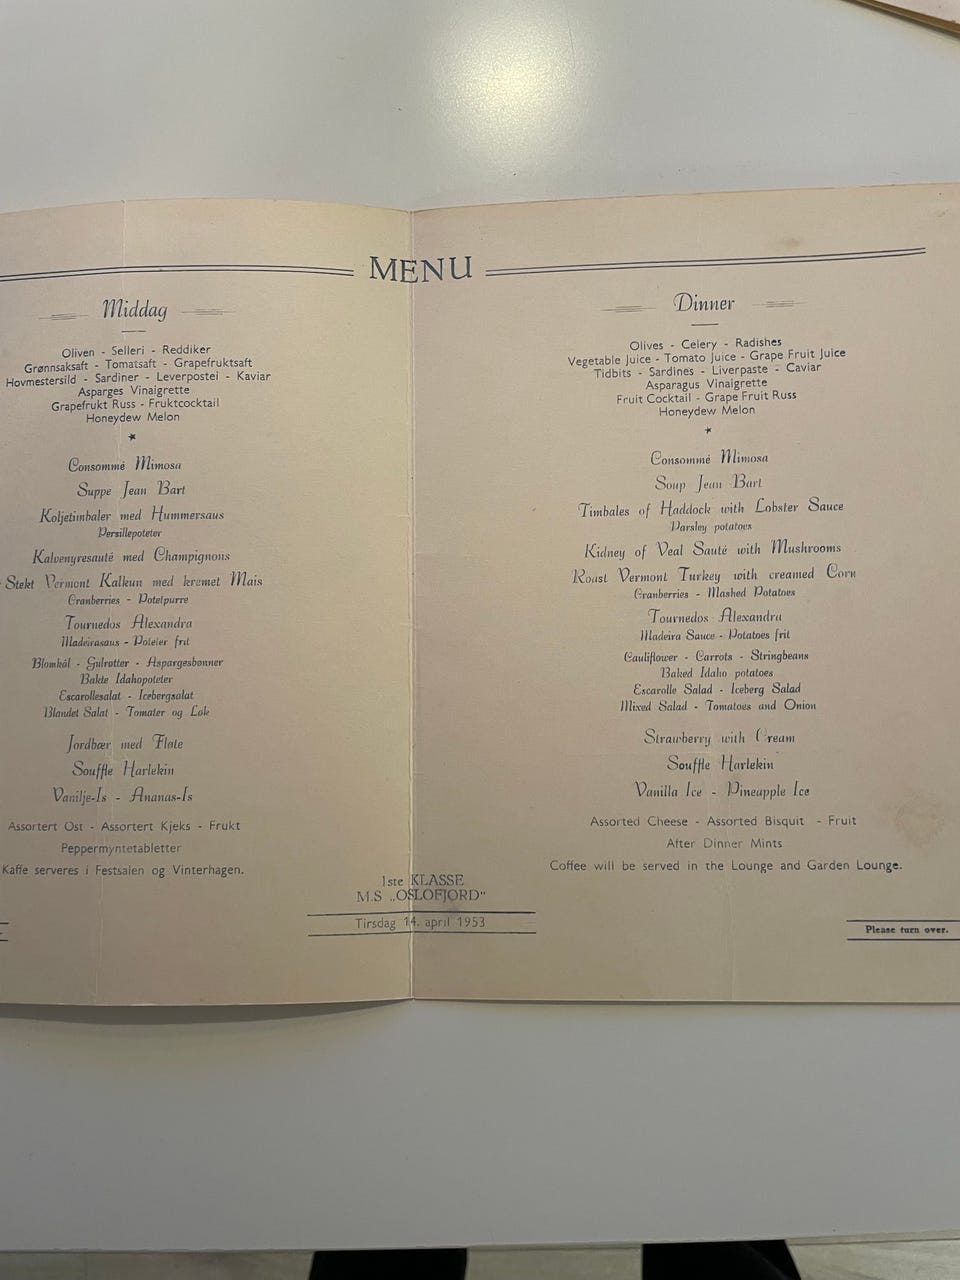 MENU
Middag
Oliven - Selleri - Reddiker
Grønnsaksaft - Tomatsaft - Grapefruktsaft
Hovmestersild - Sardiner - Leverpostei - Kaviar
Asparges Vinaigrette
Grapefrukt Russ - Fruktcocktail
Honeydew Melon
Consommé Mimosa
Suppe Jean Bart
Koljetimbaler med Hummersaus
Persillepoteter
Kalvenyresauté med Champignons
Stekt Vermont Kalkun med kremet Mais
Cranberries - Potetpurre
Tournedos Alexandra
Madeirasaus - Poteter frit
Blomkål - Gulrøtter - Aspargesbønner
Bakte Idahopoteter
Escarollesalat - Icebergsalat
Blandet Salat - Tomater og Løk
Jordbær med Fløte
Souffle Harlekin
Vanilje-Is - Ananas-Is
Assortert Ost - Assortert Kjeks - Frukt
Peppermyntetabletter
Kaffe serveres i Festsalen og Vinterhagen.
Dinner
Olives - Celery - Radishes
Vegetable Juice - Tomato Juice - Grape Fruit Juice
Tidbits - Sardines - Liverpaste - Caviar
Asparagus Vinaigrette
Fruit Cocktail - Grape Fruit Russ
Honeydew Melon
Consommé Mimosa
Soup Jean Bart
Timbales of Haddock with Lobster Sauce
Parsley potatoes
Kidney of Veal Sauté with Mushrooms
Roast Vermont Turkey with creamed Corn
Cranberries - Mashed Potatoes
Tournedos Alexandra
Madeira Sauce - Potatoes frit
Cauliflower - Carrots - Stringbeans
Baked Idaho potatoes
Escarolle Salad - Iceberg Salad
Mixed Salad - Tomatoes and Onion
Strawberry with Cream
Souffle Harlekin
Vanilla Ice - Pineapple Ice
Assorted Cheese - Assorted Bisquit - Fruit
After Dinner Mints
Coffee will be served in the Lounge and Garden Lounge.
1ste KLASSE
M.S „OSLOFJORD"
Tirsdag 14. april 1953
Please turn over.